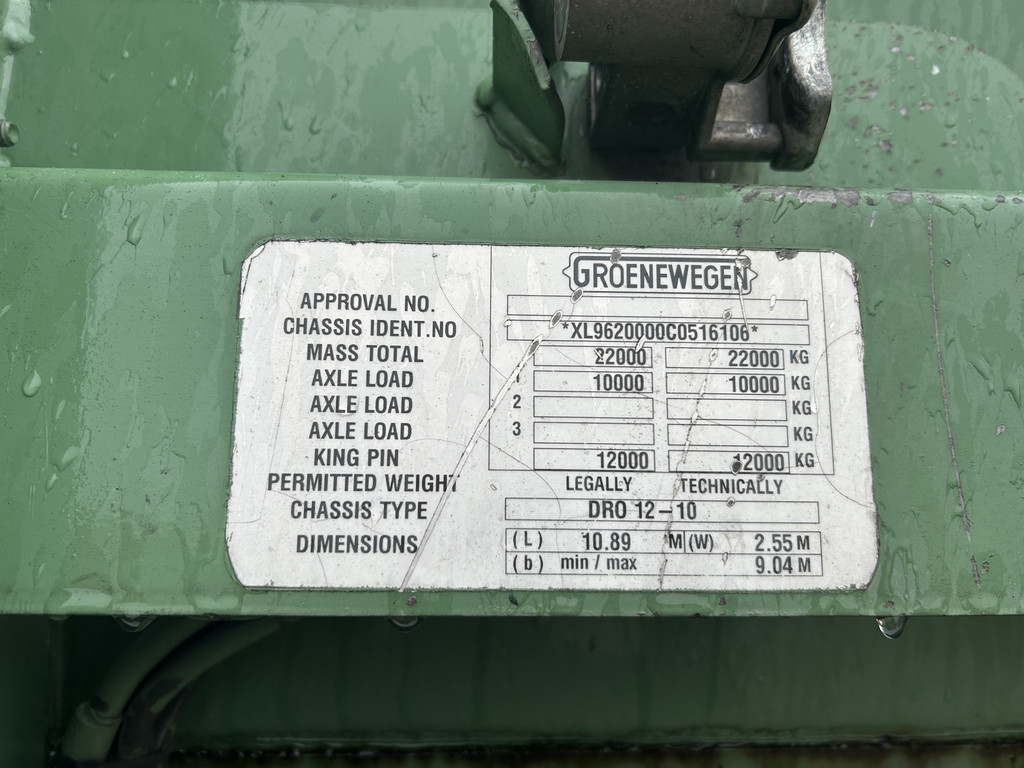 GROENEWEGEN
APPROVAL NO.
CHASSIS IDENT.NO *XL9620000C0516106*
MASS TOTAL 22000 22000 KG
AXLE LOAD 1 10000 10000 KG
AXLE LOAD 2 KG
AXLE LOAD 3 KG
KING PIN 12000 12000 KG
PERMITTED WEIGHT LEGALLY TECHNICALLY
CHASSIS TYPE DRO 12-10
DIMENSIONS (L) 10.89 M (W) 2.55 M
(b) min / max 9.04 M